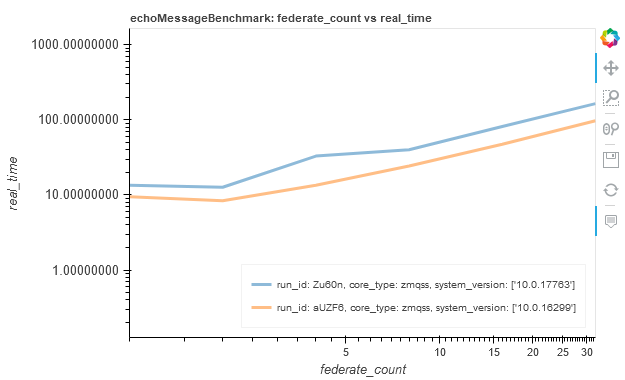 echoMessageBenchmark: federate_count vs real_time
1000.00000000
100.00000000
10.00000000
1.00000000
real_time
run_id: Zu60n, core_type: zmqss, system_version: ['10.0.17763']
run_id: aUZF6, core_type: zmqss, system_version: ['10.0.16299']
5 10 15 20 25 30
federate_count